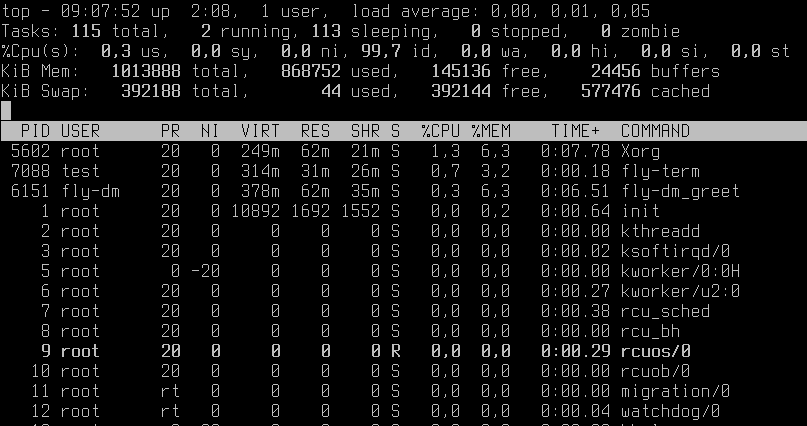 top - 09:07:52 up  2:08,  1 user,  load average: 0,00, 0,01, 0,05
Tasks: 115 total,   2 running, 113 sleeping,   0 stopped,   0 zombie
%Cpu(s):  0,3 us,  0,0 sy,  0,0 ni, 99,7 id,  0,0 wa,  0,0 hi,  0,0 si,  0,0 st
KiB Mem:   1013888 total,   868752 used,   145136 free,    24456 buffers
KiB Swap:   392188 total,       44 used,   392144 free,   577476 cached
PID USER      PR  NI  VIRT  RES  SHR S  %CPU %MEM    TIME+  COMMAND
5602 root      20   0  249m  62m  21m S   1,3  6,3   0:07.78 Xorg
7088 test      20   0  314m  31m  26m S   0,7  3,2   0:00.18 fly-term
6151 fly-dm    20   0  378m  62m  35m S   0,3  6,3   0:06.51 fly-dm_greet
1 root      20   0 10892 1692 1552 S   0,0  0,2   0:00.64 init
2 root      20   0     0    0    0 S   0,0  0,0   0:00.00 kthreadd
3 root      20   0     0    0    0 S   0,0  0,0   0:00.02 ksoftirqd/0
5 root       0 -20     0    0    0 S   0,0  0,0   0:00.00 kworker/0:0H
6 root      20   0     0    0    0 S   0,0  0,0   0:00.27 kworker/u2:0
7 root      20   0     0    0    0 S   0,0  0,0   0:00.38 rcu_sched
8 root      20   0     0    0    0 S   0,0  0,0   0:00.00 rcu_bh
9 root      20   0     0    0    0 R   0,0  0,0   0:00.29 rcuos/0
10 root      20   0     0    0    0 S   0,0  0,0   0:00.00 rcuob/0
11 root      rt   0     0    0    0 S   0,0  0,0   0:00.00 migration/0
12 root      rt   0     0    0    0 S   0,0  0,0   0:00.04 watchdog/0